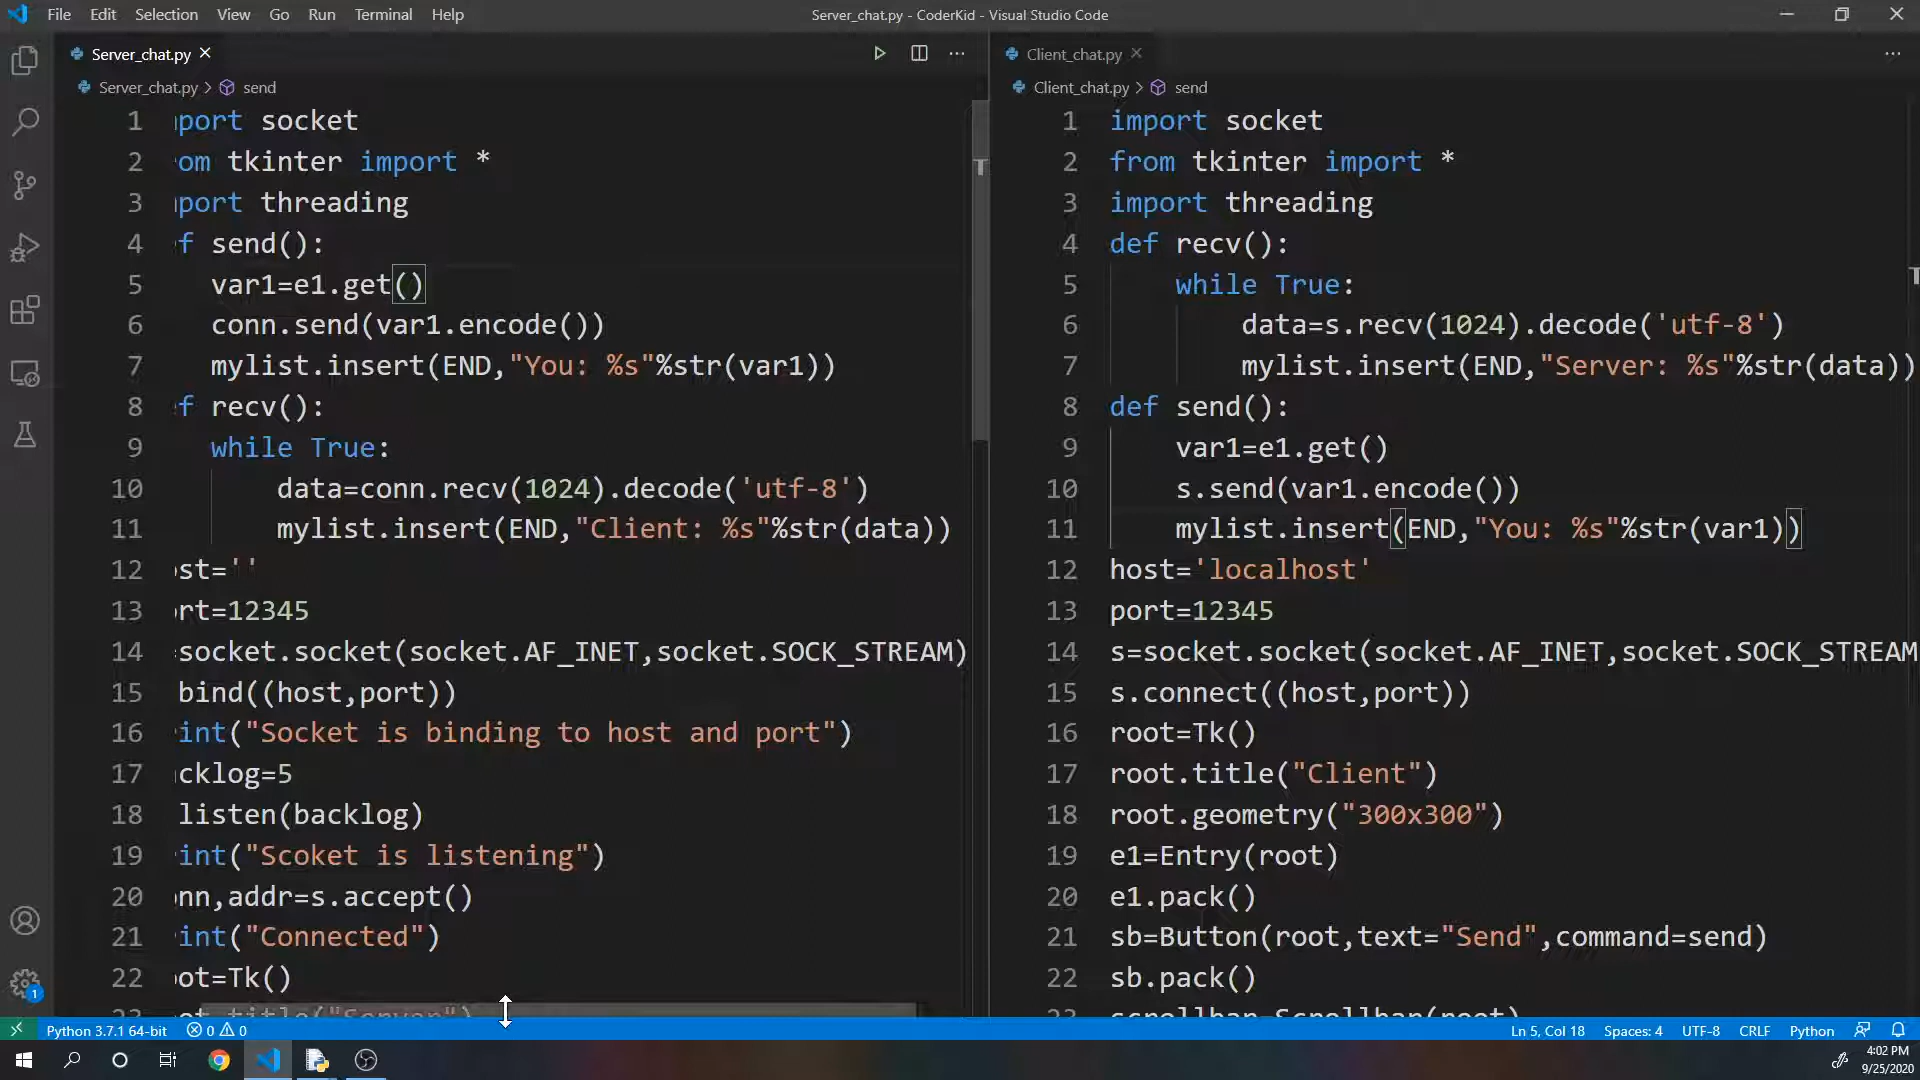 File Edit Selection View Go Run Terminal Help
Server_chat.py - CoderKid - Visual Studio Code
Server_chat.py
Server_chat.py > send
1 port socket
2 om tkinter import *
3 port threading
4 f send():
5 var1=e1.get()
6 conn.send(var1.encode())
7 mylist.insert(END,"You: %s"%str(var1))
8 f recv():
9 while True:
10 data=conn.recv(1024).decode('utf-8')
11 mylist.insert(END,"Client: %s"%str(data))
12 st=''
13 rt=12345
14 socket.socket(socket.AF_INET,socket.SOCK_STREAM)
15 bind((host,port))
16 int("Socket is binding to host and port")
17 cklog=5
18 listen(backlog)
19 int("Scoket is listening")
20 nn,addr=s.accept()
21 int("Connected")
22 ot=Tk()
23 ot.title("Server")
Client_chat.py
Client_chat.py > send
1 import socket
2 from tkinter import *
3 import threading
4 def recv():
5 while True:
6 data=s.recv(1024).decode('utf-8')
7 mylist.insert(END,"Server: %s"%str(data))
8 def send():
9 var1=e1.get()
10 s.send(var1.encode())
11 mylist.insert(END,"You: %s"%str(var1))
12 host='localhost'
13 port=12345
14 s=socket.socket(socket.AF_INET,socket.SOCK_STREAM
15 s.connect((host,port))
16 root=Tk()
17 root.title("Client")
18 root.geometry("300x300")
19 e1=Entry(root)
20 e1.pack()
21 sb=Button(root,text="Send",command=send)
22 sb.pack()
23 scrollbar=Scrollbar(root)
1
Python 3.7.1 64-bit 0 0 Ln 5, Col 18 Spaces: 4 UTF-8 CRLF Python
4:02 PM
9/25/2020